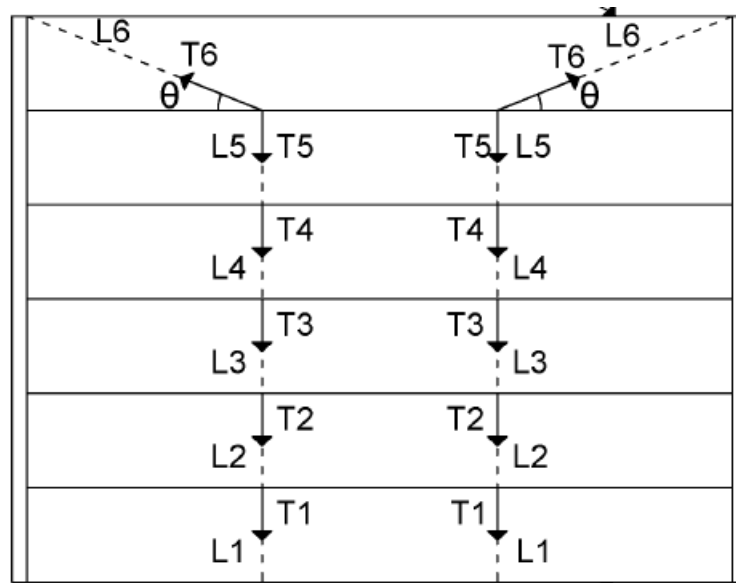 L6 L6
T6 T6
θ θ
L5 T5 T5 L5
T4 T4
L4 L4
T3 T3
L3 L3
T2 T2
L2 L2
T1 T1
L1 L1